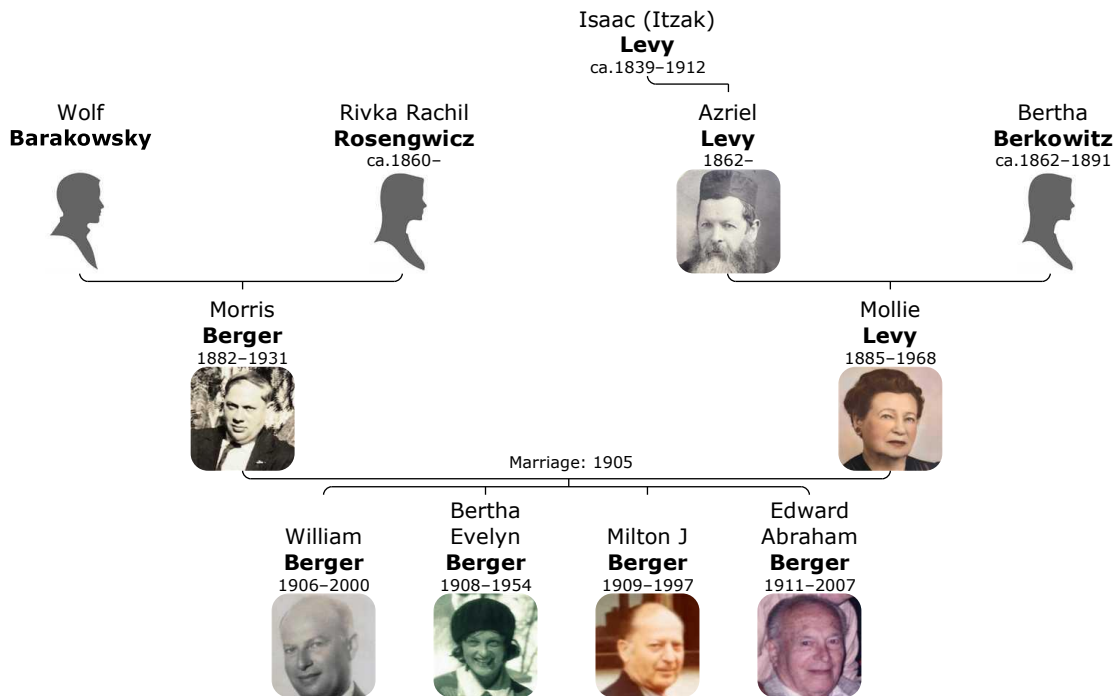 Isaac (Itzak)
Levy
ca.1839–1912
Wolf
Barakowsky
Rivka Rachil
Rosengwicz
ca.1860–
Azriel
Levy
1862–
Bertha
Berkowitz
ca.1862–1891
Morris
Berger
1882–1931
Mollie
Levy
1885–1968
Marriage: 1905
William
Berger
1906–2000
Bertha
Evelyn
Berger
1908–1954
Milton J
Berger
1909–1997
Edward
Abraham
Berger
1911–2007